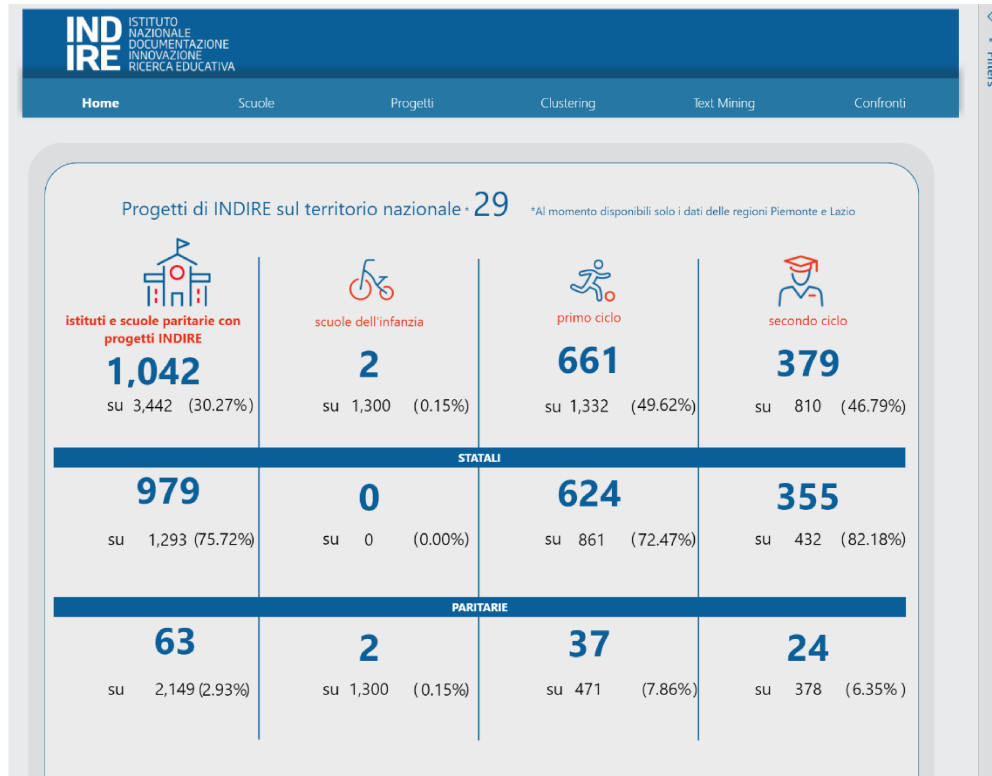 IND
IRE
ISTITUTO
NAZIONALE
DOCUMENTAZIONE
INNOVAZIONE
RICERCA EDUCATIVA
Home Scuole Progetti Clustering Text Mining Confronti
Filters
Progetti di INDIRE sul territorio nazionale * 29 *Al momento disponibili solo i dati delle regioni Piemonte e Lazio
istituti e scuole paritarie con
progetti INDIRE
scuole dell'infanzia
primo ciclo
secondo ciclo
1,042 2 661 379
su 3,442 (30.27%) su 1,300 (0.15%) su 1,332 (49.62%) su 810 (46.79%)
STATALI
979 0 624 355
su 1,293 (75.72%) su 0 (0.00%) su 861 (72.47%) su 432 (82.18%)
PARITARIE
63 2 37 24
su 2,149 (2.93%) su 1,300 (0.15%) su 471 (7.86%) su 378 (6.35%)